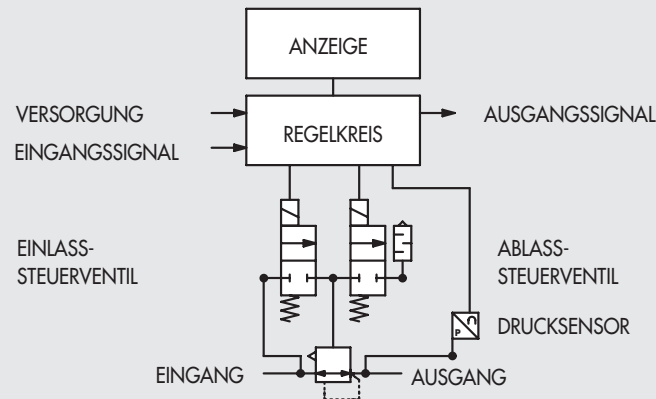 ANZEIGE
VERSORGUNG
REGELKREIS
AUSGANGSSIGNAL
EINGANGSSIGNAL
EINLASS-
STEUERVENTIL
ABLASS-
STEUERVENTIL
P
DRUCKSENSOR
EINGANG
AUSGANG